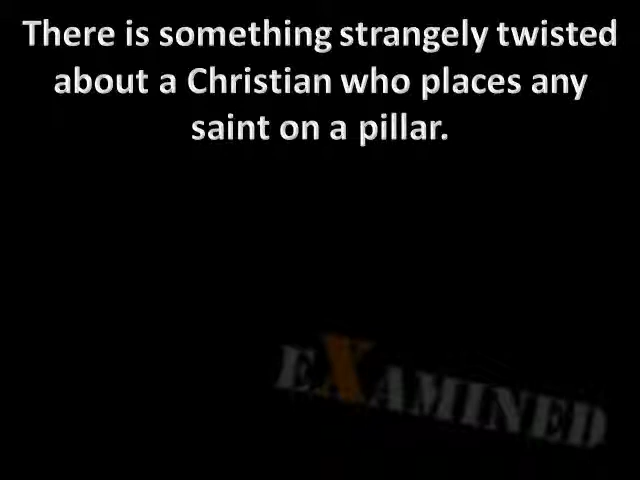 There is something strangely twisted
about a Christian who places any
saint on a pillar.
EXAMINED